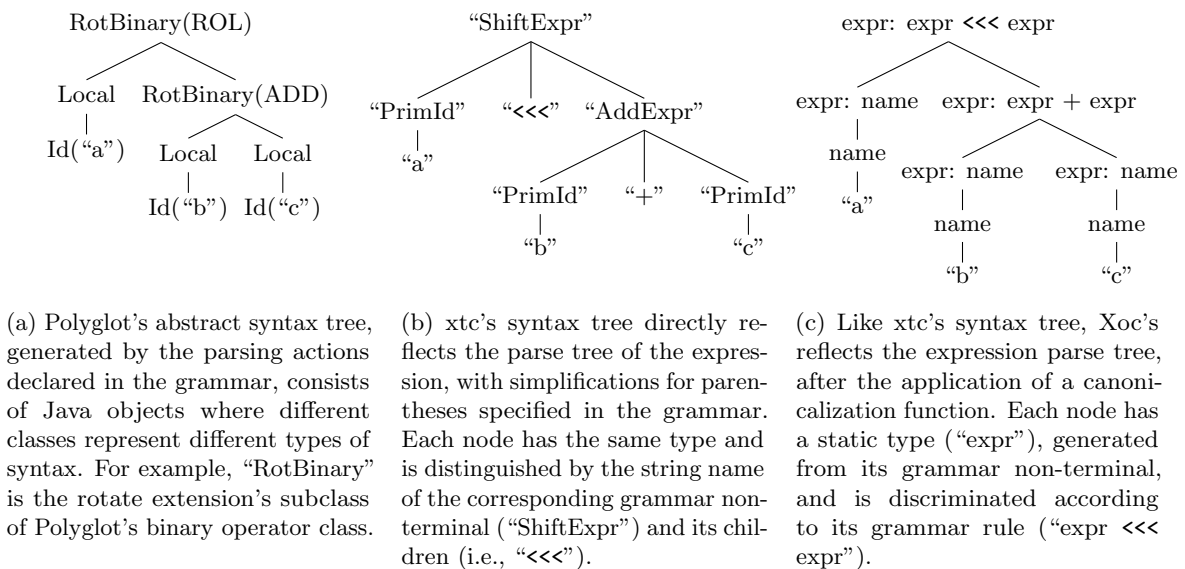 RotBinary(ROL)
Local RotBinary(ADD)
Id(“a”) Local Local
Id(“b”) Id(“c”)
“ShiftExpr”
“PrimId” “<<<” “AddExpr”
“a”
“PrimId” “+” “PrimId”
“b” “c”
expr: expr <<< expr
expr: name expr: expr + expr
name
expr: name expr: name
“a”
name name
“b” “c”
(a) Polyglot’s abstract syntax tree,
generated by the parsing actions
declared in the grammar, consists
of Java objects where different
classes represent different types of
syntax. For example, “RotBinary”
is the rotate extension’s subclass
of Polyglot’s binary operator class.
(b) xtc’s syntax tree directly re-
flects the parse tree of the expres-
sion, with simplifications for paren-
theses specified in the grammar.
Each node has the same type and
is distinguished by the string name
of the corresponding grammar non-
terminal (“ShiftExpr”) and its chil-
dren (i.e., “<<<”).
(c) Like xtc’s syntax tree, Xoc’s
reflects the expression parse tree,
after the application of a canoni-
calization function. Each node has
a static type (“expr”), generated
from its grammar non-terminal,
and is discriminated according
to its grammar rule (“expr <<<
expr”).